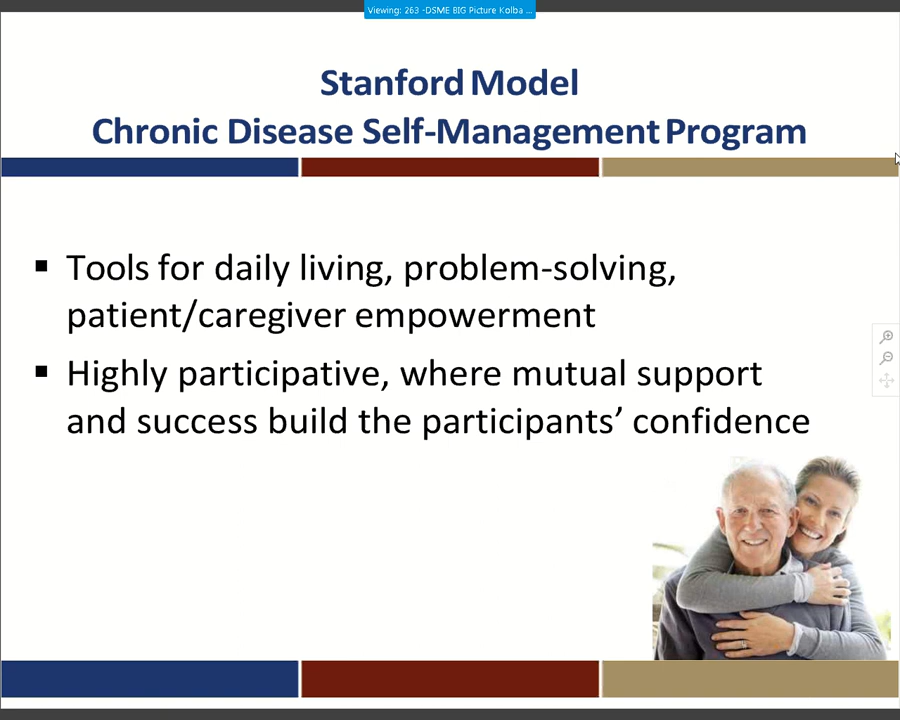 Viewing: 263 -DSME BIG Picture Kolba ...
Stanford Model
Chronic Disease Self-Management Program
▪ Tools for daily living, problem-solving,
patient/caregiver empowerment
▪ Highly participative, where mutual support
and success build the participants’ confidence